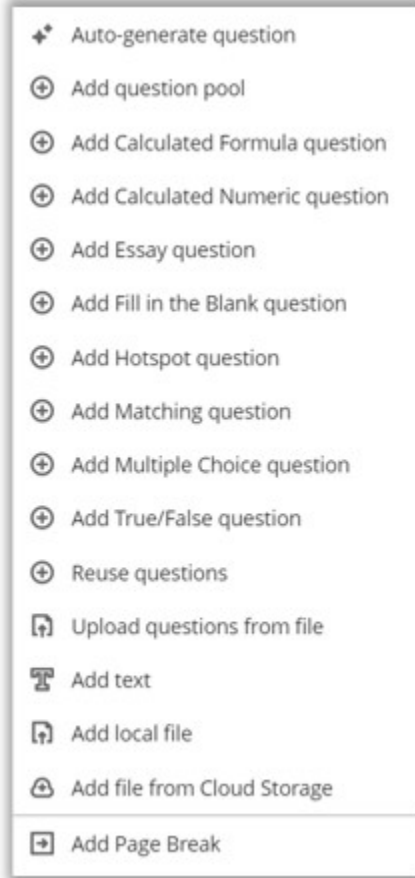 Auto-generate question
Add question pool
Add Calculated Formula question
Add Calculated Numeric question
Add Essay question
Add Fill in the Blank question
Add Hotspot question
Add Matching question
Add Multiple Choice question
Add True/False question
Reuse questions
Upload questions from file
Add text
Add local file
Add file from Cloud Storage
Add Page Break